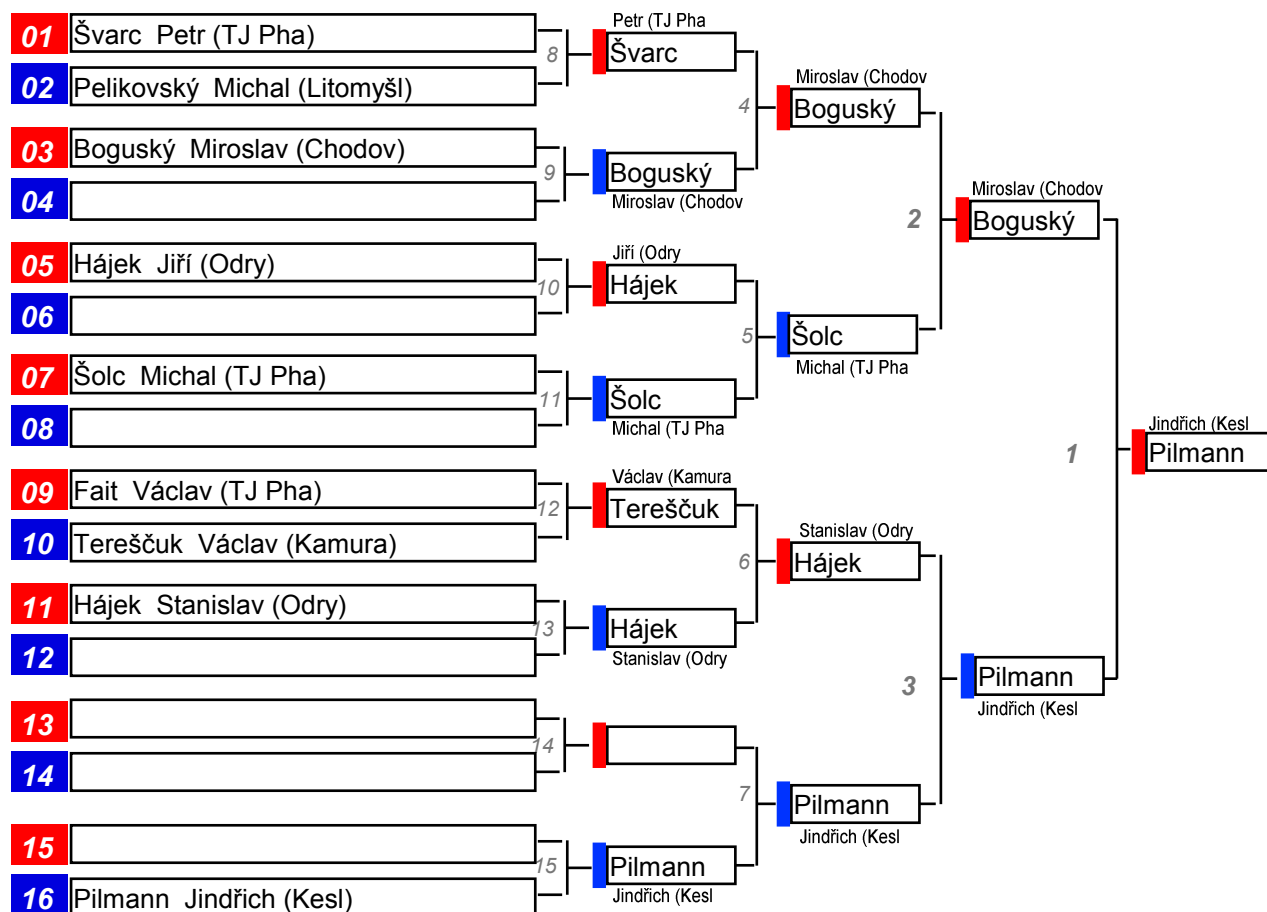 01 Švarc Petr (TJ Pha)
02 Pelikovský Michal (Litomyšl)
03 Boguský Miroslav (Chodov)
04
05 Hájek Jiří (Odry)
06
07 Šolc Michal (TJ Pha)
08
09 Fait Václav (TJ Pha)
10 Tereščuk Václav (Kamura)
11 Hájek Stanislav (Odry)
12
13
14
15
16 Pilmann Jindřich (Kesl)
8
9
10
11
12
13
14
15
Petr (TJ Pha
Švarc
Boguský
Miroslav (Chodov
Jiří (Odry
Hájek
Šolc
Michal (TJ Pha
Václav (Kamura
Tereščuk
Hájek
Stanislav (Odry
Pilmann
Jindřich (Kesl
4
5
6
7
Miroslav (Chodov
Boguský
Šolc
Michal (TJ Pha
Stanislav (Odry
Hájek
Pilmann
Jindřich (Kesl
2
3
Miroslav (Chodov
Boguský
Pilmann
Jindřich (Kesl
1
Jindřich (Kesl
Pilmann